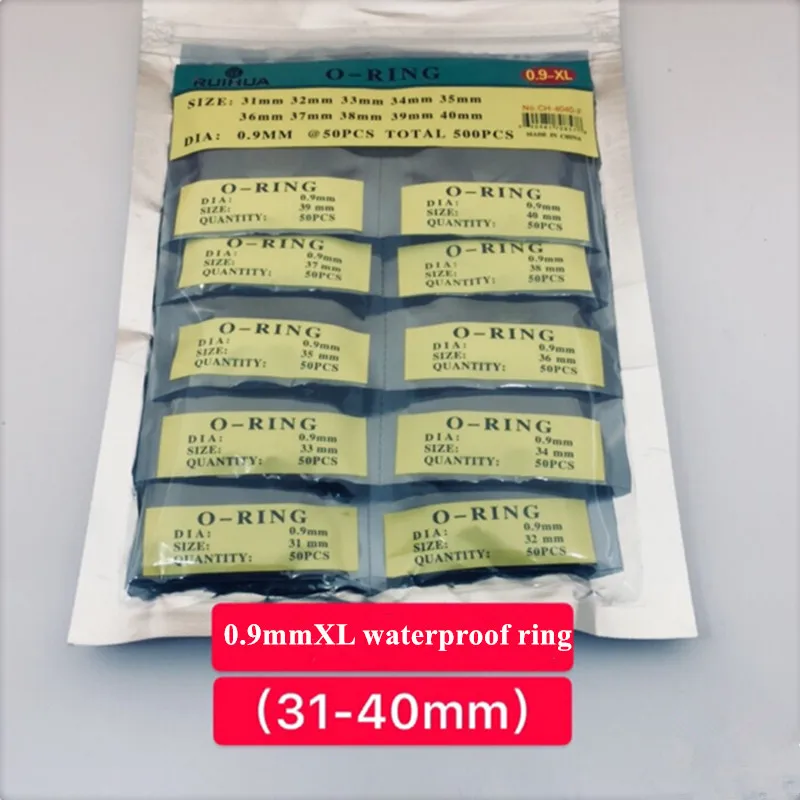 RUIHUA O-RING 0.9-XL
SIZE: 31mm 32mm 33mm 34mm 35mm
36mm 37mm 38mm 39mm 40mm
DIA: 0.9MM @50PCS TOTAL 500PCS
No.CH-4040-F
MADE IN CHINA
O-RING
DIA: 0.9mm
SIZE: 39 mm
QUANTITY: 50PCS
O-RING
DIA: 0.9mm
SIZE: 40 mm
QUANTITY: 50PCS
O-RING
DIA: 0.9mm
SIZE: 37 mm
QUANTITY: 50PCS
O-RING
DIA: 0.9mm
SIZE: 38 mm
QUANTITY: 50PCS
O-RING
DIA: 0.9mm
SIZE: 35 mm
QUANTITY: 50PCS
O-RING
DIA: 0.9mm
SIZE: 36 mm
QUANTITY: 50PCS
O-RING
DIA: 0.9mm
SIZE: 33 mm
QUANTITY: 50PCS
O-RING
DIA: 0.9mm
SIZE: 34 mm
QUANTITY: 50PCS
O-RING
DIA: 0.9mm
SIZE: 31 mm
QUANTITY: 50PCS
O-RING
DIA: 0.9mm
SIZE: 32 mm
QUANTITY: 50PCS
0.9mmXL waterproof ring
(31-40mm)